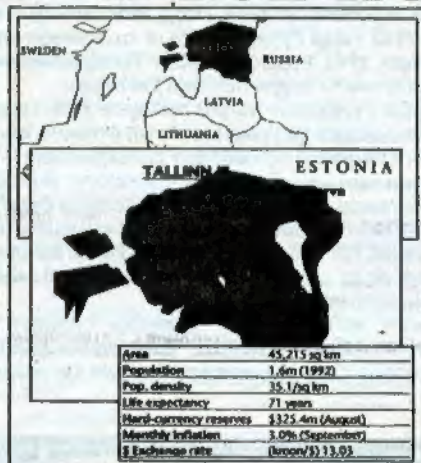 SWEDEN
RUSSIA
LATVIA
LITHUANIA
TALLINN
ESTONIA
Area 45,215 sq km
Population 1.6m (1992)
Pop. density 35.1/sq km
Life expectancy 71 years
Hard-currency reserves $325.4m (August)
Monthly inflation 3.0% (September)
$ Exchange rate (kroon/$) 13.03